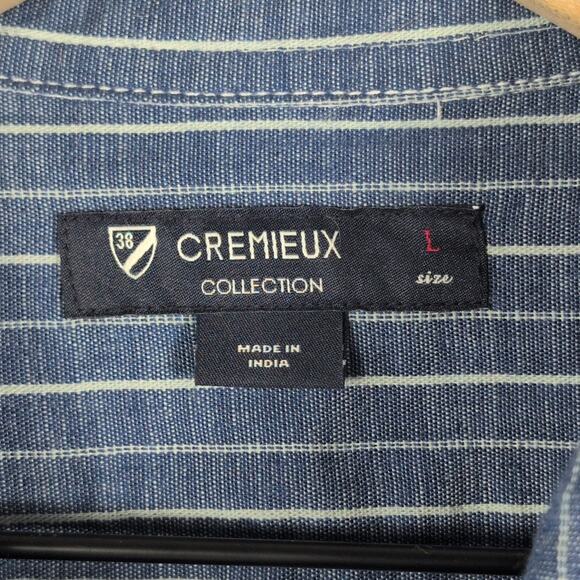 38
CREMIEUX
COLLECTION
L
size
MADE IN
INDIA